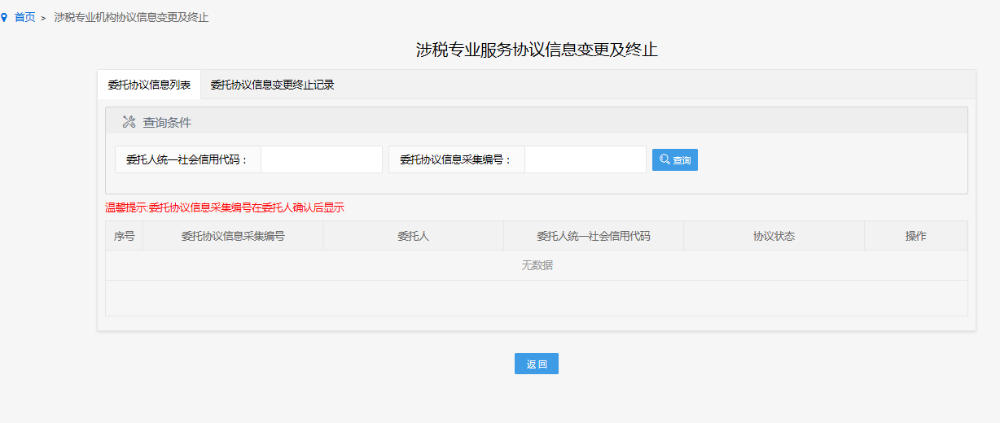 首页 > 涉税专业机构协议信息变更及终止
涉税专业服务协议信息变更及终止
委托协议信息列表 委托协议信息变更终止记录
查询条件
委托人统一社会信用代码： 委托协议信息采集编号： 查询
温馨提示:委托协议信息采集编号在委托人确认后显示
序号 委托协议信息采集编号 委托人 委托人统一社会信用代码 协议状态 操作
无数据
返回